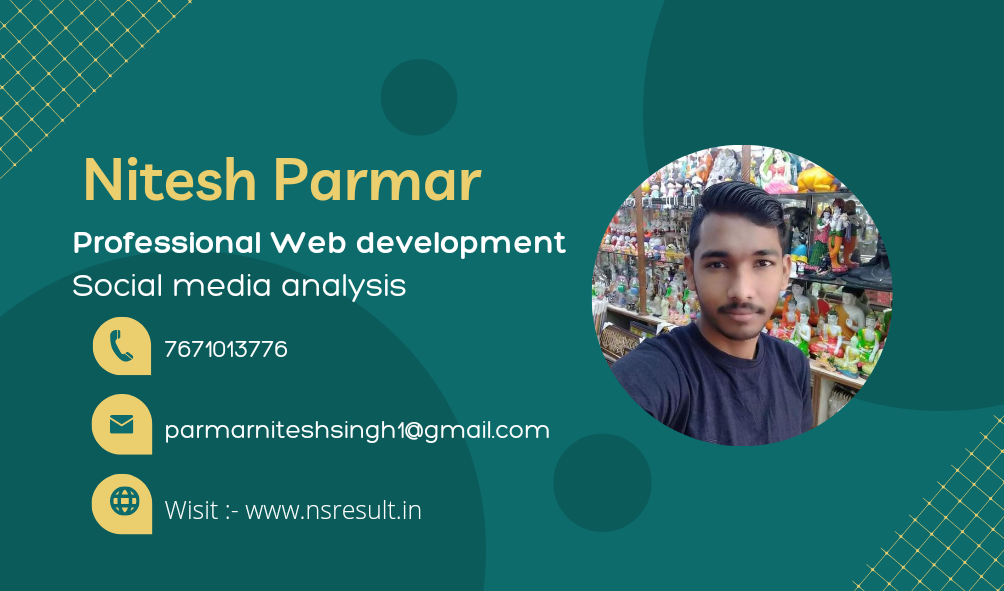 Nitesh Parmar
Professional Web development
Social media analysis
7671013776
parmarniteshsingh1@gmail.com
Wisit :- www.nsresult.in